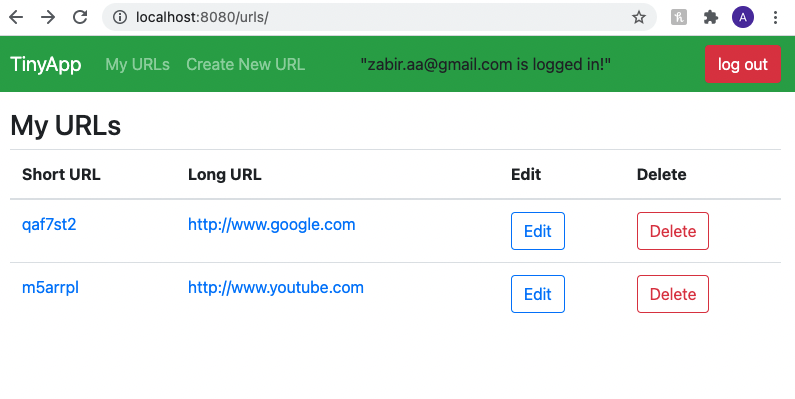 localhost:8080/urls/
A
TinyApp My URLs Create New URL "zabir.aa@gmail.com is logged in!" log out
My URLs
Short URL Long URL Edit Delete
qaf7st2 http://www.google.com Edit Delete
m5arrpl http://www.youtube.com Edit Delete